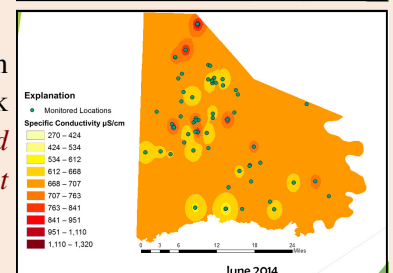 n
k
d
t
Explanation
Monitored Locations
Specific Conductivity µS/cm
270 – 424
424 – 534
534 – 612
612 – 668
668 – 707
707 – 763
763 – 841
841 – 951
951 – 1,110
1,110 – 1,320
0 3 6 12 18 24
Miles
June 2014